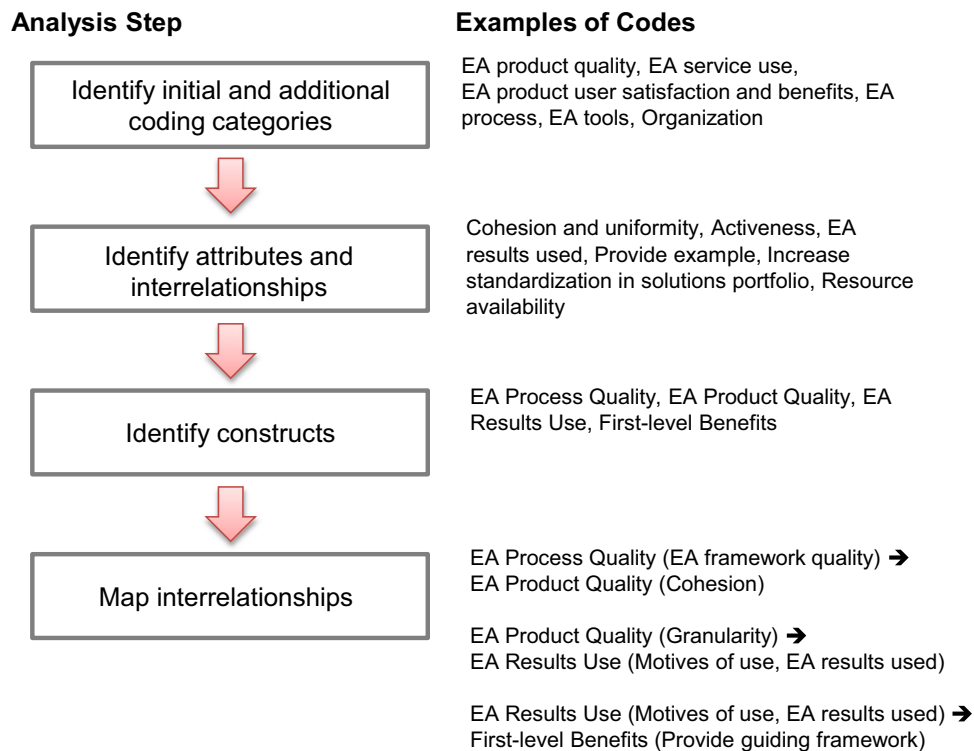 Analysis Step
Examples of Codes
Identify initial and additional
coding categories
EA product quality, EA service use,
EA product user satisfaction and benefits, EA
process, EA tools, Organization
Identify attributes and
interrelationships
Cohesion and uniformity, Activeness, EA
results used, Provide example, Increase
standardization in solutions portfolio, Resource
availability
Identify constructs
EA Process Quality, EA Product Quality, EA
Results Use, First-level Benefits
Map interrelationships
EA Process Quality (EA framework quality) ➔
EA Product Quality (Cohesion)
EA Product Quality (Granularity) ➔
EA Results Use (Motives of use, EA results used)
EA Results Use (Motives of use, EA results used) ➔
First-level Benefits (Provide guiding framework)